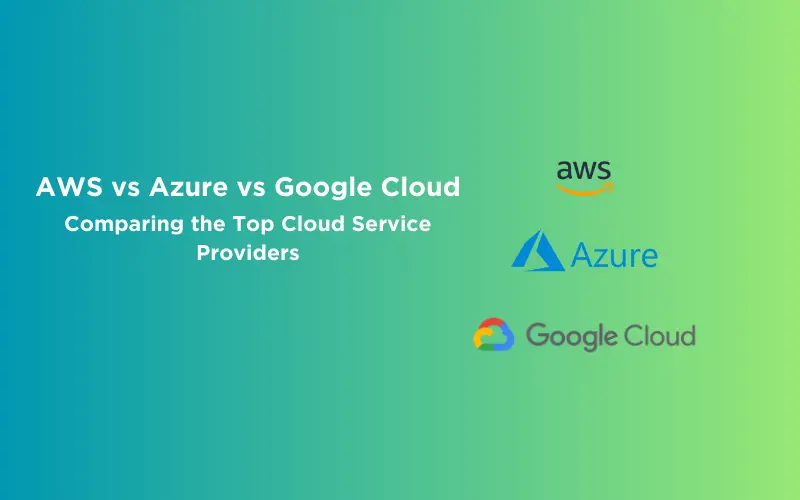 AWS vs Azure vs Google Cloud
Comparing the Top Cloud Service
Providers
aws
Azure
Google Cloud